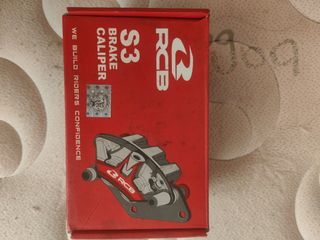 RCB
S3
BRAKE
CALIPER
WE BUILD RIDERS CONFIDENCE
RCB